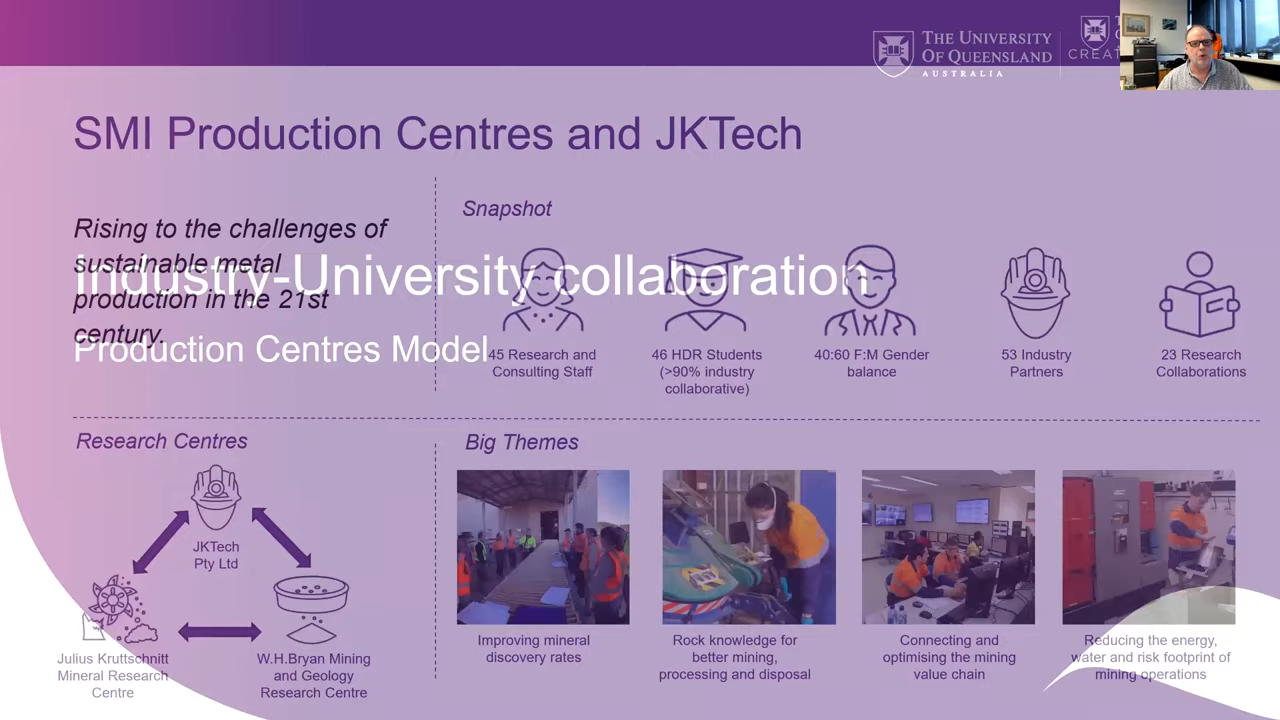 THE UNIVERSITY
OF QUEENSLAND
AUSTRALIA
CREAT
SMI Production Centres and JKTech
Rising to the challenges of
sustainable metal
production in the 21st
century.
Industry-University collaboration
Production Centres Model
Snapshot
45 Research and
Consulting Staff
46 HDR Students
(>90% industry
collaborative)
40:60 F:M Gender
balance
53 Industry
Partners
23 Research
Collaborations
Research Centres
JKTech
Pty Ltd
Julius Kruttschnitt
Mineral Research
Centre
W.H.Bryan Mining
and Geology
Research Centre
Big Themes
Improving mineral
discovery rates
Rock knowledge for
better mining,
processing and disposal
Connecting and
optimising the mining
value chain
Reducing the energy,
water and risk footprint of
mining operations